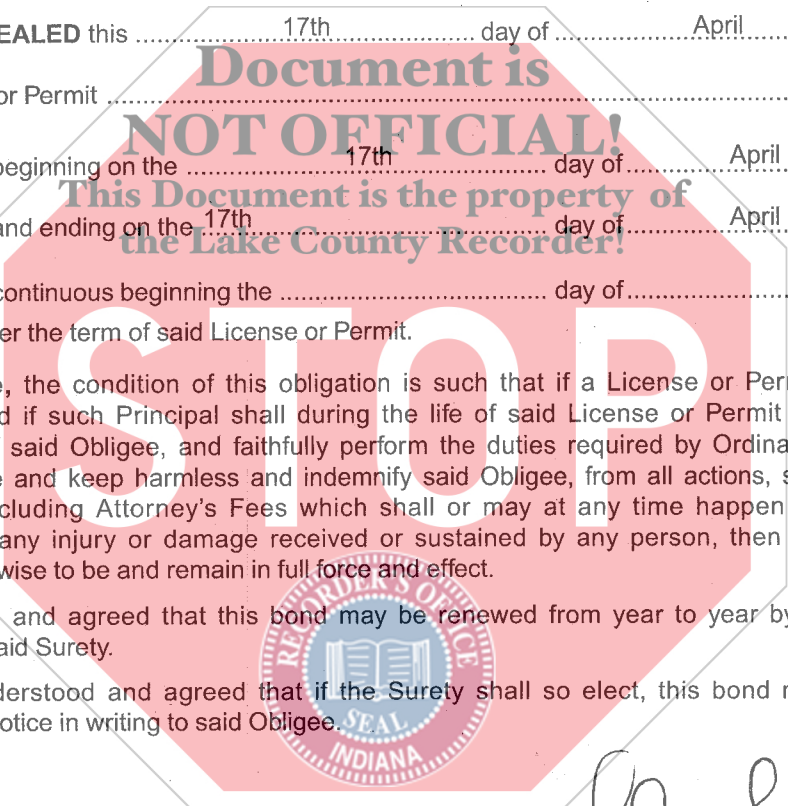 EALED this 17th day of April
or Permit
Document is
NOT OFFICIAL!
beginning on the 17th day of April
This Document is the property of
and ending on the 17th day of April
the Lake County Recorder!
continuous beginning the day of
er the term of said License or Permit.
STOP
e, the condition of this obligation is such that if a License or Per
d if such Principal shall during the life of said License or Permit
said Obligee, and faithfully perform the duties required by Ordina
e and keep harmless and indemnify said Obligee, from all actions, s
cluding Attorney's Fees which shall or may at any time happen
any injury or damage received or sustained by any person, then
wise to be and remain in full force and effect.
and agreed that this bond may be renewed from year to year by
aid Surety.
derstood and agreed that if the Surety shall so elect, this bond
otice in writing to said Obligee.
RECORDER'S OFFICE
SEAL
INDIANA